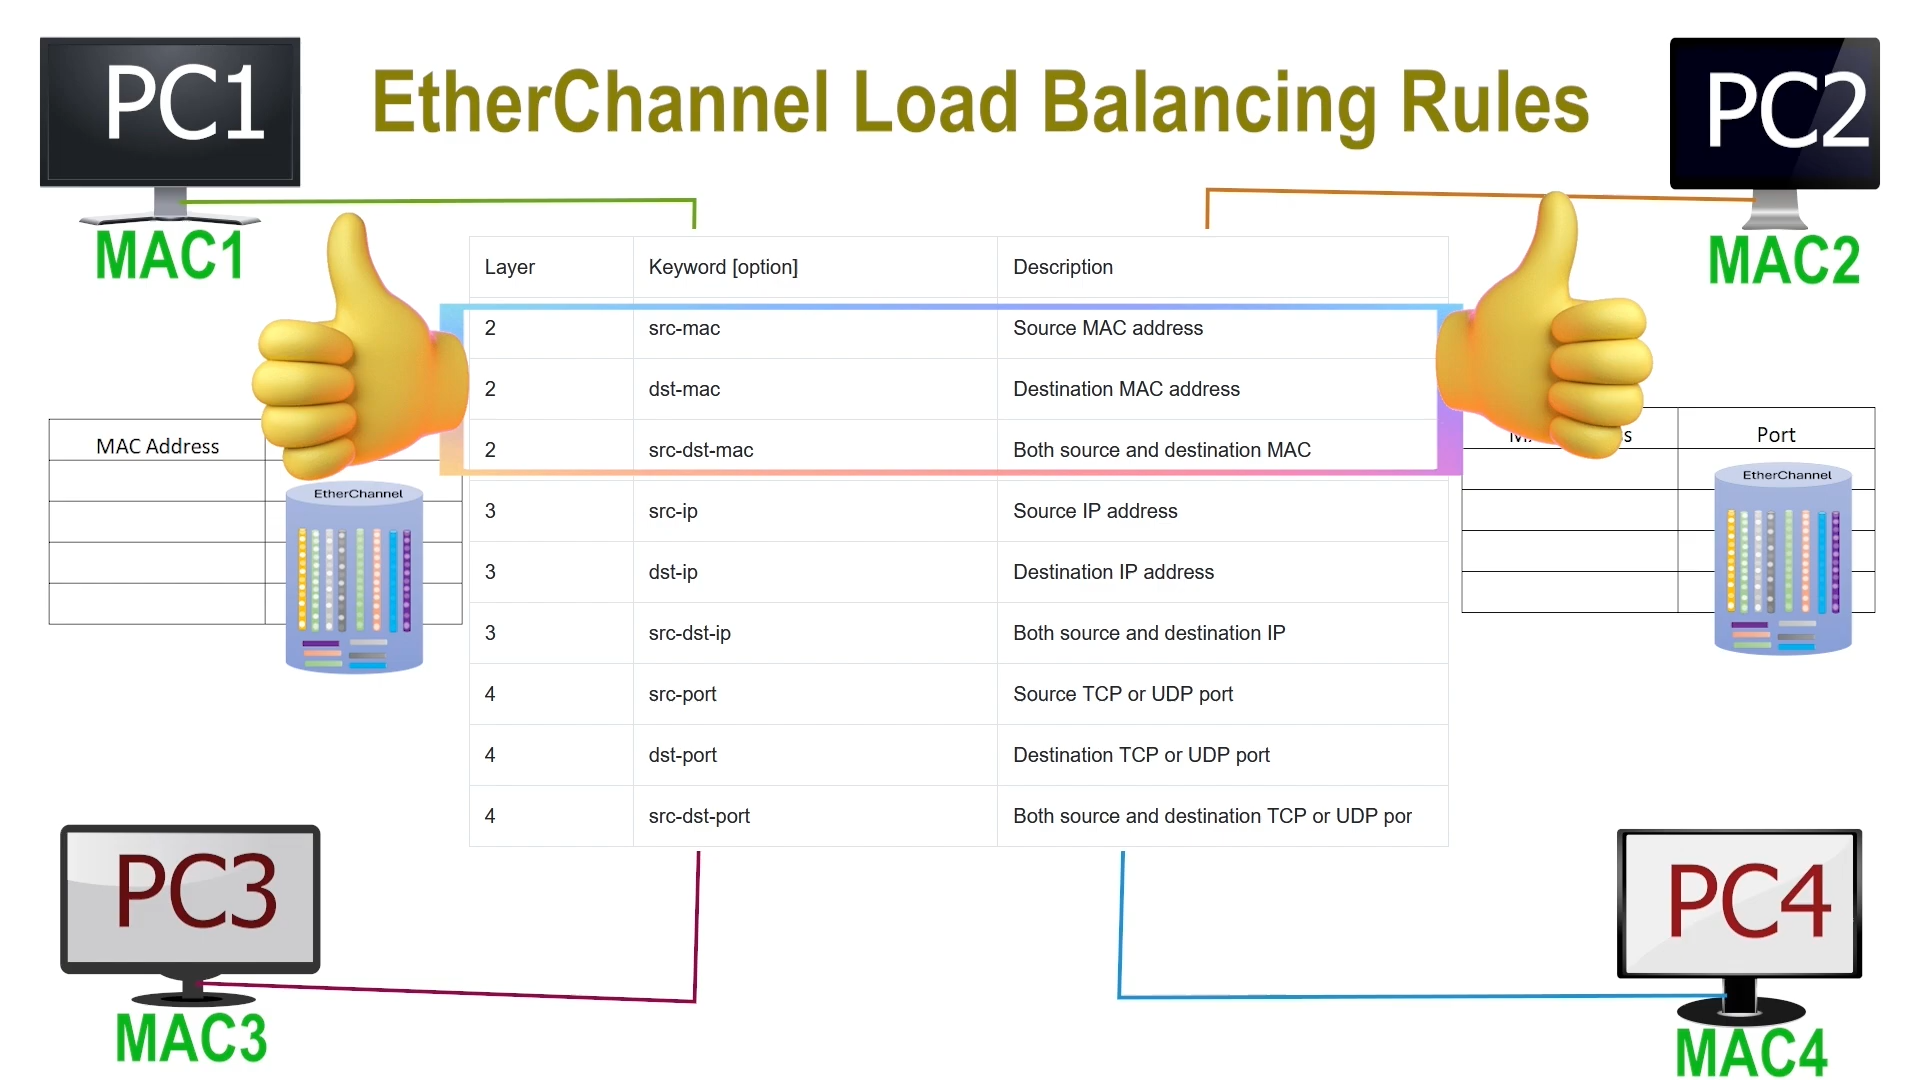 PC1
EtherChannel Load Balancing Rules
PC2
MAC1
MAC2
Layer Keyword [option] Description
2 src-mac Source MAC address
2 dst-mac Destination MAC address
2 src-dst-mac Both source and destination MAC
3 src-ip Source IP address
3 dst-ip Destination IP address
3 src-dst-ip Both source and destination IP
4 src-port Source TCP or UDP port
4 dst-port Destination TCP or UDP port
4 src-dst-port Both source and destination TCP or UDP por
MAC Address
EtherChannel
Port
EtherChannel
PC3
MAC3
PC4
MAC4